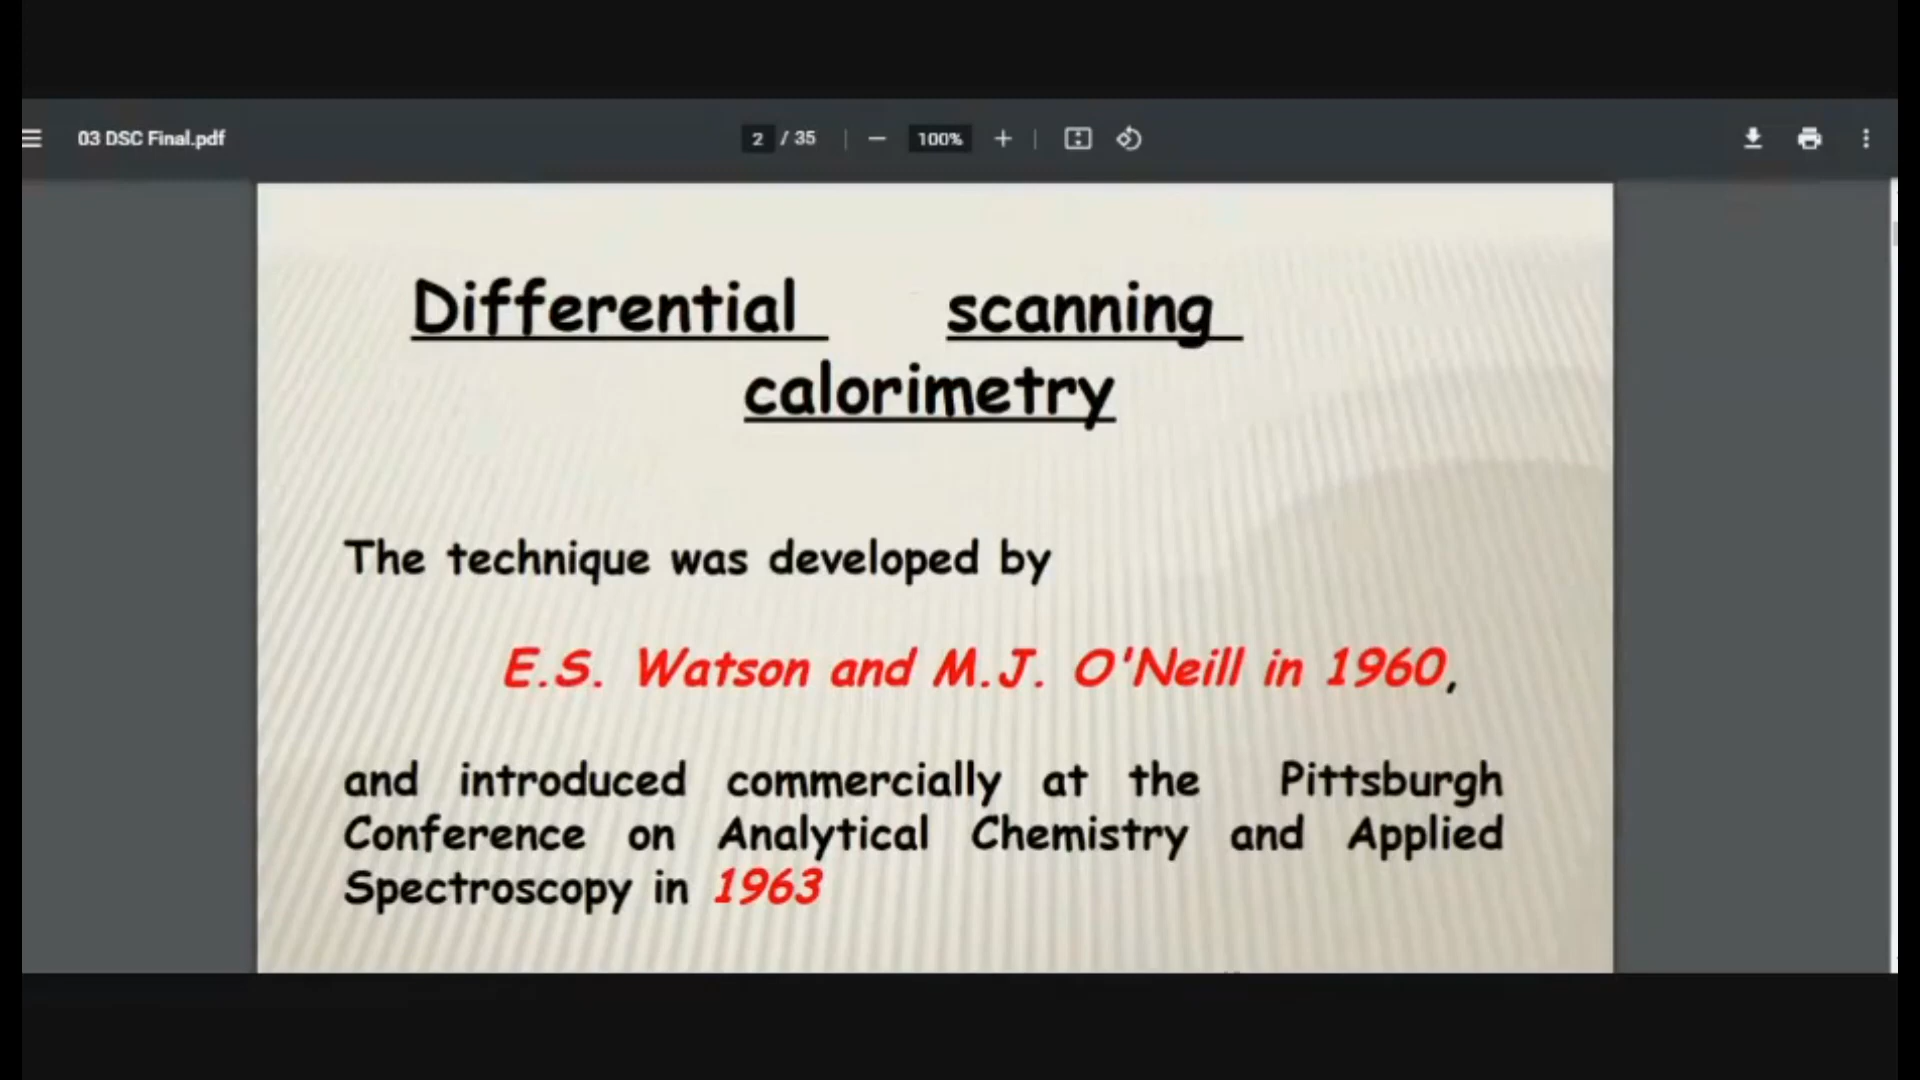 03 DSC Final.pdf
2 / 35
100%
Differential scanning
calorimetry
The technique was developed by
E.S. Watson and M.J. O'Neill in 1960,
and introduced commercially at the Pittsburgh
Conference on Analytical Chemistry and Applied
Spectroscopy in 1963